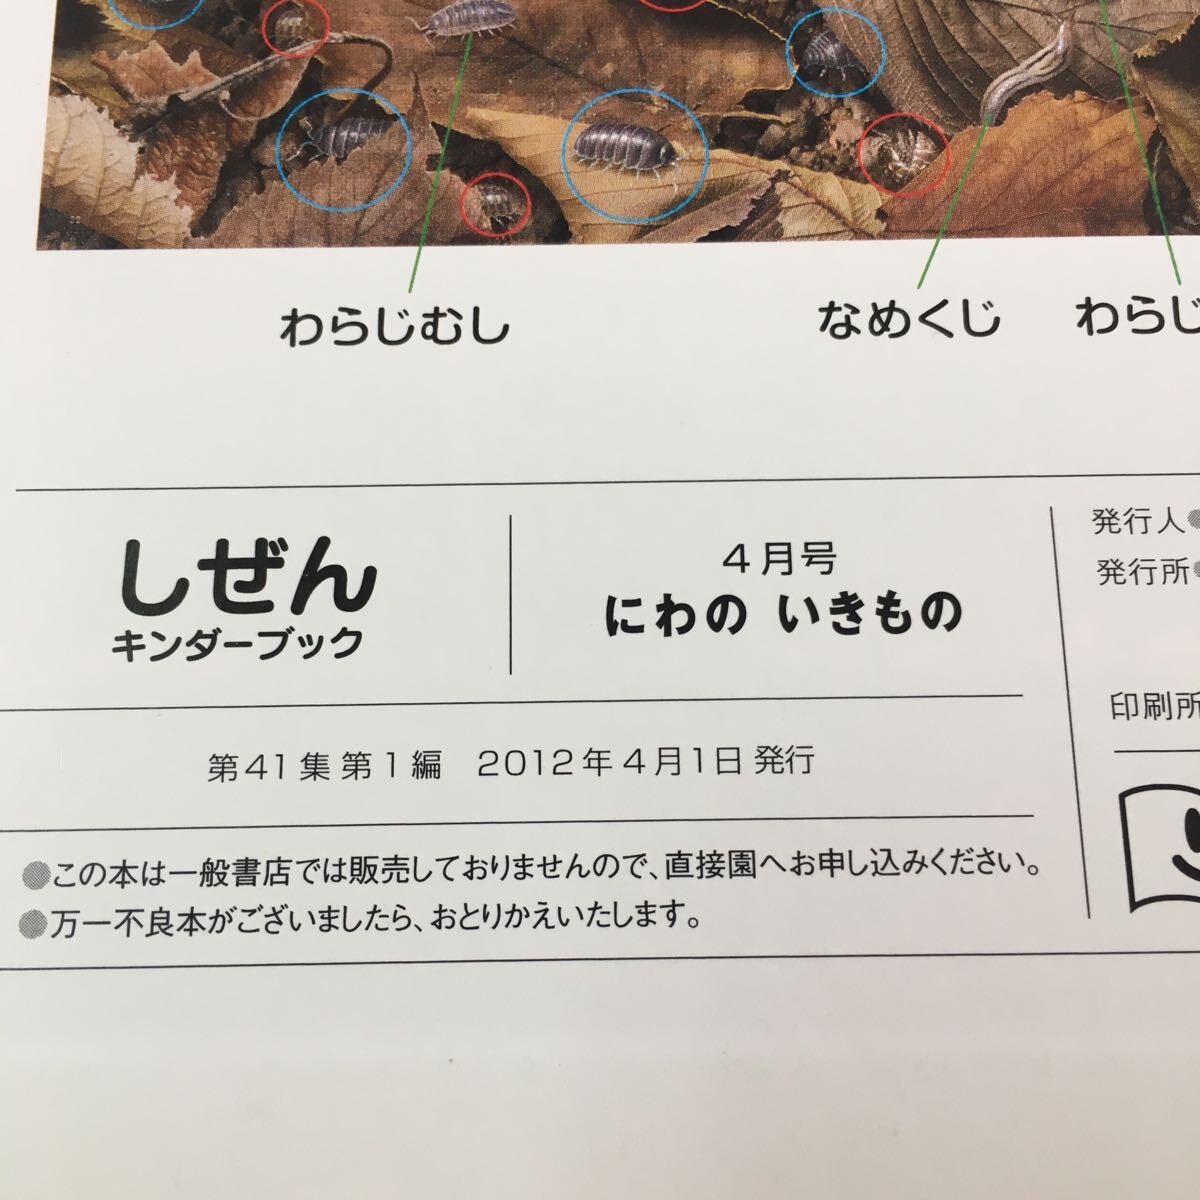 わらじむし
なめくじ
わらじ
しぜん
キンダーブック
4月号
にわの いきもの
第41集 第1編　2012年4月1日 発行
●この本は一般書店では販売しておりませんので、直接園へお申し込みください。
●万一不良本がございましたら、おとりかえいたします。
発行人●
発行所●
印刷所